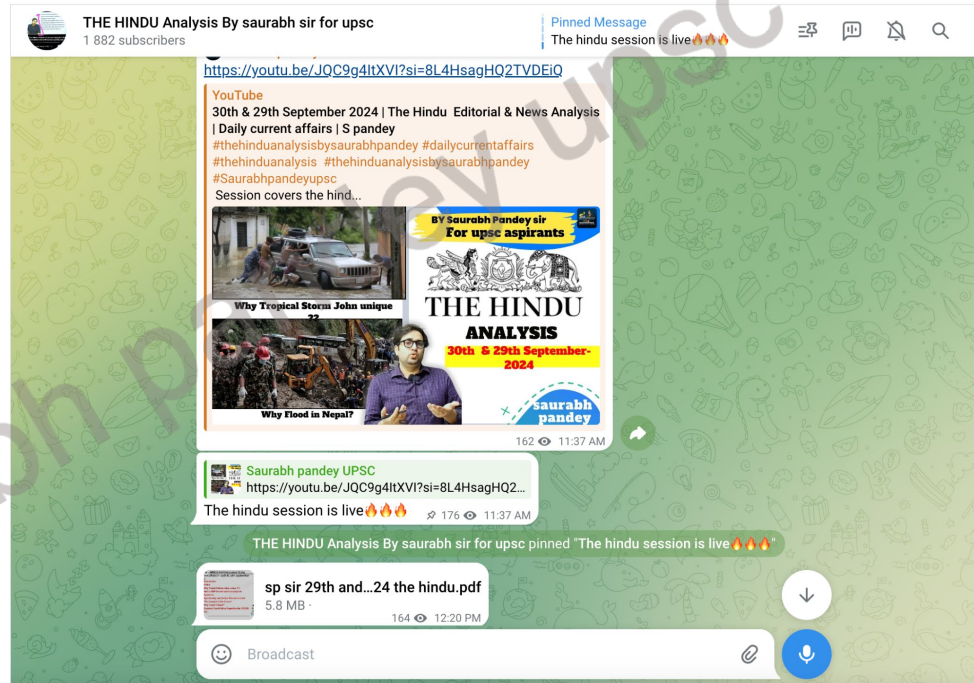 THE HINDU Analysis By saurabh sir for upsc
1 882 subscribers
Pinned Message
The hindu session is live🔥🔥🔥
https://youtu.be/JQC9g4ItXVI?si=8L4HsagHQ2TVDEiQ
YouTube
30th & 29th September 2024 | The Hindu Editorial & News Analysis
| Daily current affairs | S pandey
#thehinduanalysisbysaurabhpandey #dailycurrentaffairs
#thehinduanalysis #thehinduanalysisbysaurabhpandey
#Saurabhpandeyupsc
Session covers the hind...
Why Tropical Storm John unique
??
Why Flood in Nepal?
BY Saurabh Pandey sir
For upsc aspirants
THE HINDU
ANALYSIS
30th & 29th September-
2024
saurabh
pandey
162 11:37 AM
Saurabh pandey UPSC
https://youtu.be/JQC9g4ItXVI?si=8L4HsagHQ2...
The hindu session is live🔥🔥🔥
176 11:37 AM
THE HINDU Analysis By saurabh sir for upsc pinned "The hindu session is live🔥🔥🔥"
sp sir 29th and...24 the hindu.pdf
5.8 MB
164 12:20 PM
Broadcast
bh pandey upsc